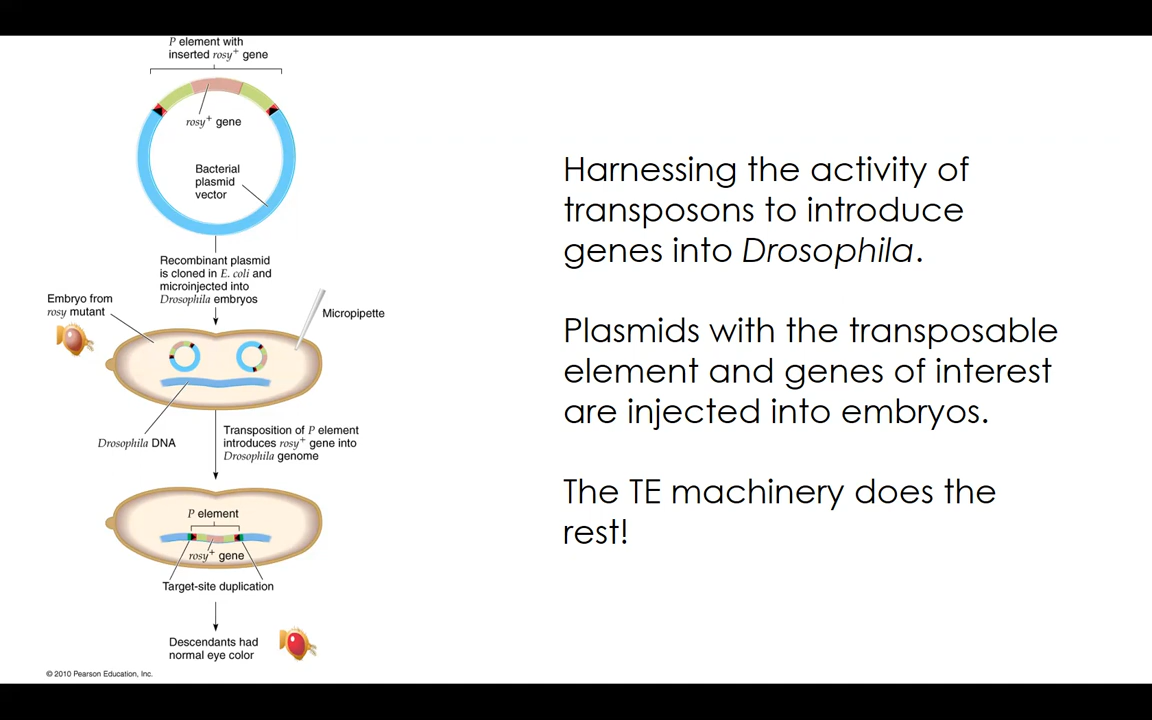 P element with
inserted rosy+ gene
rosy+ gene
Bacterial
plasmid
vector
Recombinant plasmid
is cloned in E. coli and
microinjected into
Drosophila embryos
Embryo from
rosy mutant
Micropipette
Drosophila DNA
Transposition of P element
introduces rosy+ gene into
Drosophila genome
P element
rosy+ gene
Target-site duplication
Descendants had
normal eye color
© 2010 Pearson Education, Inc.
Harnessing the activity of
transposons to introduce
genes into Drosophila.
Plasmids with the transposable
element and genes of interest
are injected into embryos.
The TE machinery does the
rest!